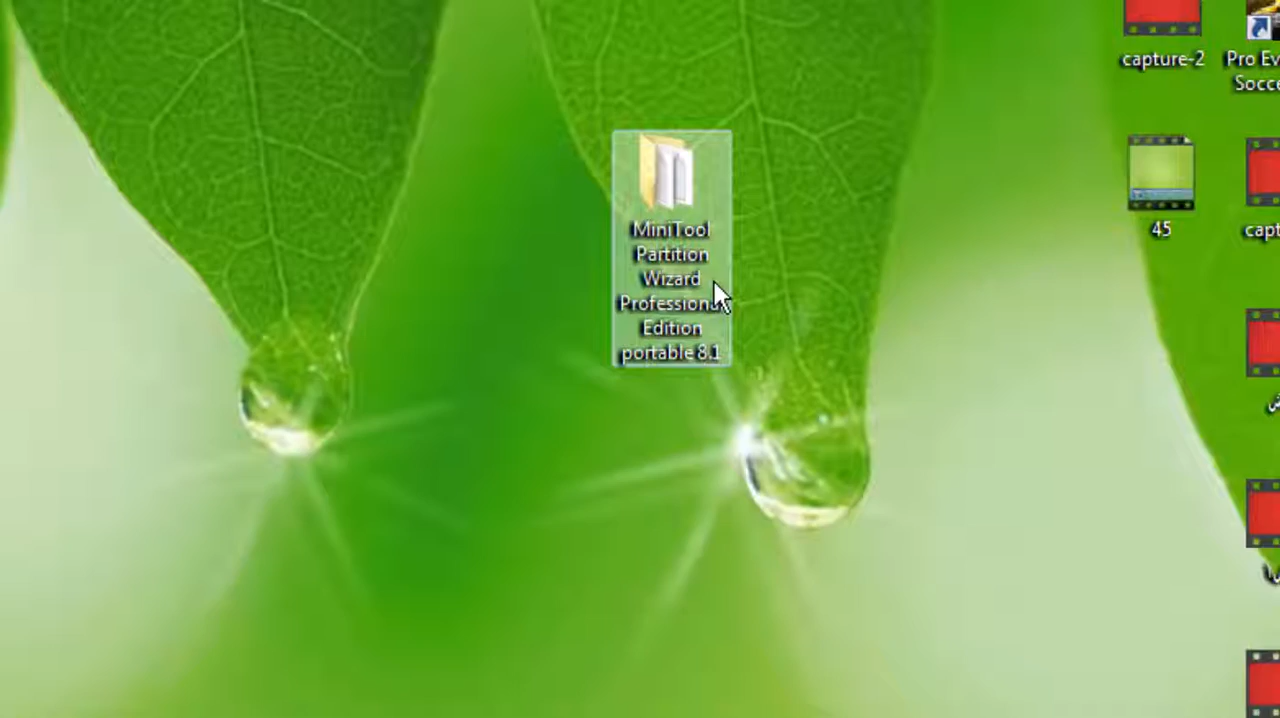 capture-2
Pro Ev
Socce
MiniTool
Partition
Wizard
Professional
Edition
portable 8.1
45
capt